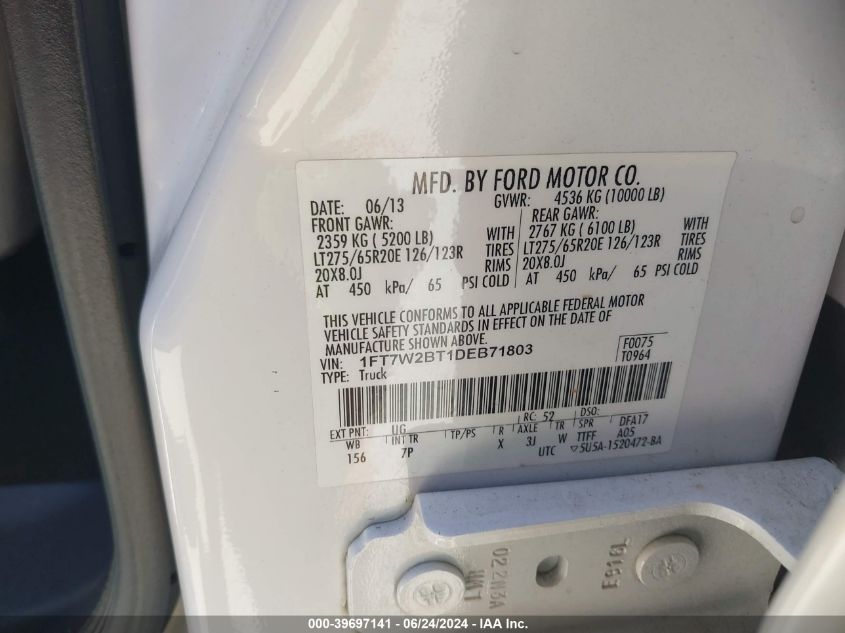 MFD. BY FORD MOTOR CO.
DATE: 06/13 GVWR: 4536 KG (10000 LB)
FRONT GAWR: REAR GAWR:
2359 KG ( 5200 LB) WITH 2767 KG ( 6100 LB) WITH
LT275/65R20E 126/123R TIRES LT275/65R20E 126/123R TIRES
20X8.0J RIMS 20X8.0J RIMS
AT 450 kPa/ 65 PSI COLD AT 450 kPa/ 65 PSI COLD
THIS VEHICLE CONFORMS TO ALL APPLICABLE FEDERAL MOTOR
VEHICLE SAFETY STANDARDS IN EFFECT ON THE DATE OF
MANUFACTURE SHOWN ABOVE.
VIN: 1FT7W2BT1DEB71803 F0075
TYPE: Truck T0964
EXT PNT: UG RC: 52 DSO:
WB INT TR TP/PS R AXLE TR SPR DFA17
156 7P X 3J W TTFF A05
UTC ▽5U5A-1520472-BA
022W3A
E916L
000-39697141 - 06/24/2024 - IAAI.com